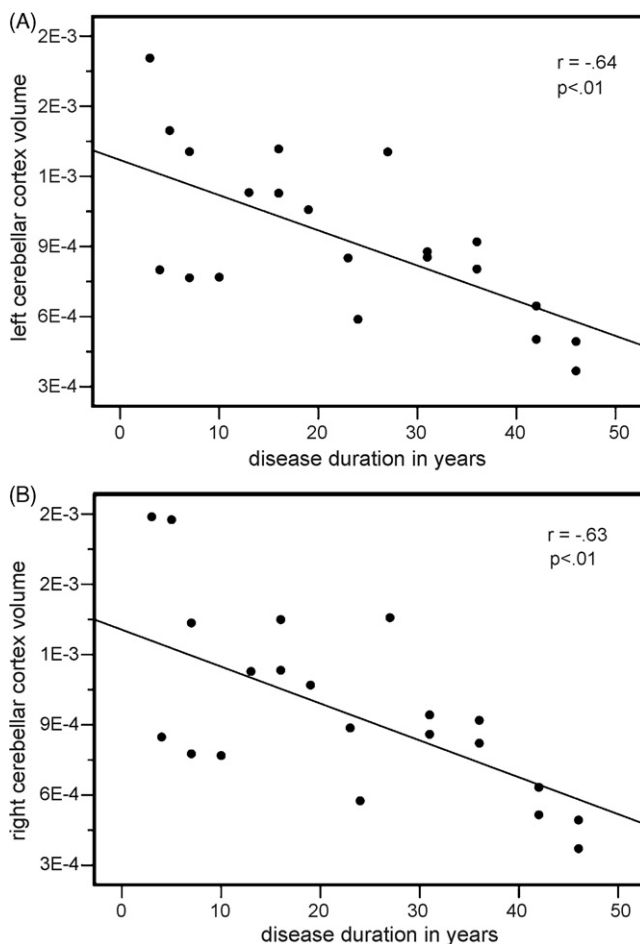 (A)
2E-3
2E-3
1E-3
9E-4
6E-4
3E-4
left cerebellar cortex volume
r = -.64
p<.01
0 10 20 30 40 50
disease duration in years
(B)
2E-3
2E-3
1E-3
9E-4
6E-4
3E-4
right cerebellar cortex volume
r = -.63
p<.01
0 10 20 30 40 50
disease duration in years